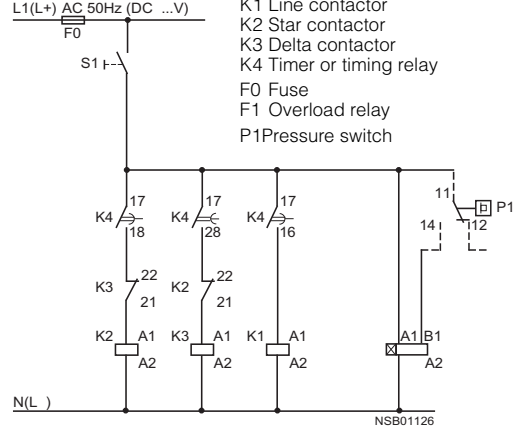 L1(L+) AC 50Hz (DC ...V)
F0
K1 Line contactor
K2 Star contactor
K3 Delta contactor
K4 Timer or timing relay
F0 Fuse
F1 Overload relay
P1Pressure switch
S1
17 17 17 11 P1
K4 K4 K4
18 28 16 14 12
22 22
K3 K2
21 21
K2 A1 K3 A1 K1 A1 A1 B1
A2 A2 A2 A2
N(L )
NSB01126